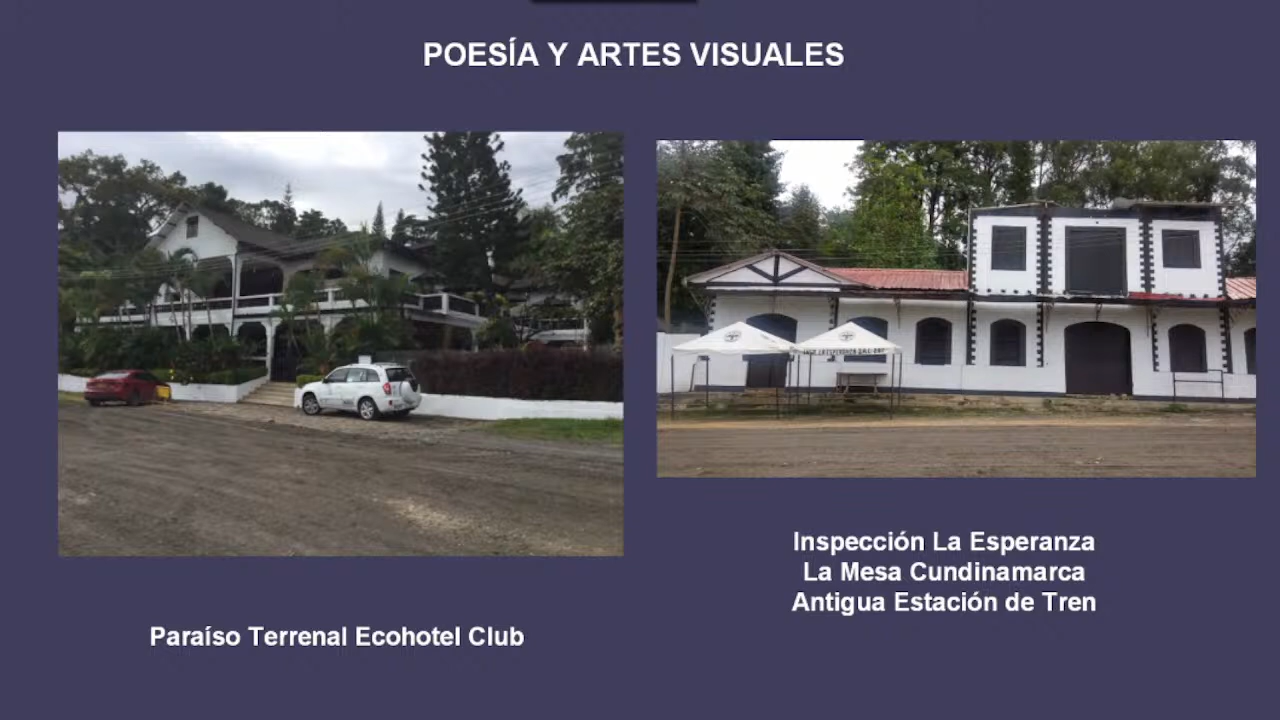 POESÍA Y ARTES VISUALES
Paraíso Terrenal Ecohotel Club
Inspección La Esperanza
La Mesa Cundinamarca
Antigua Estación de Tren